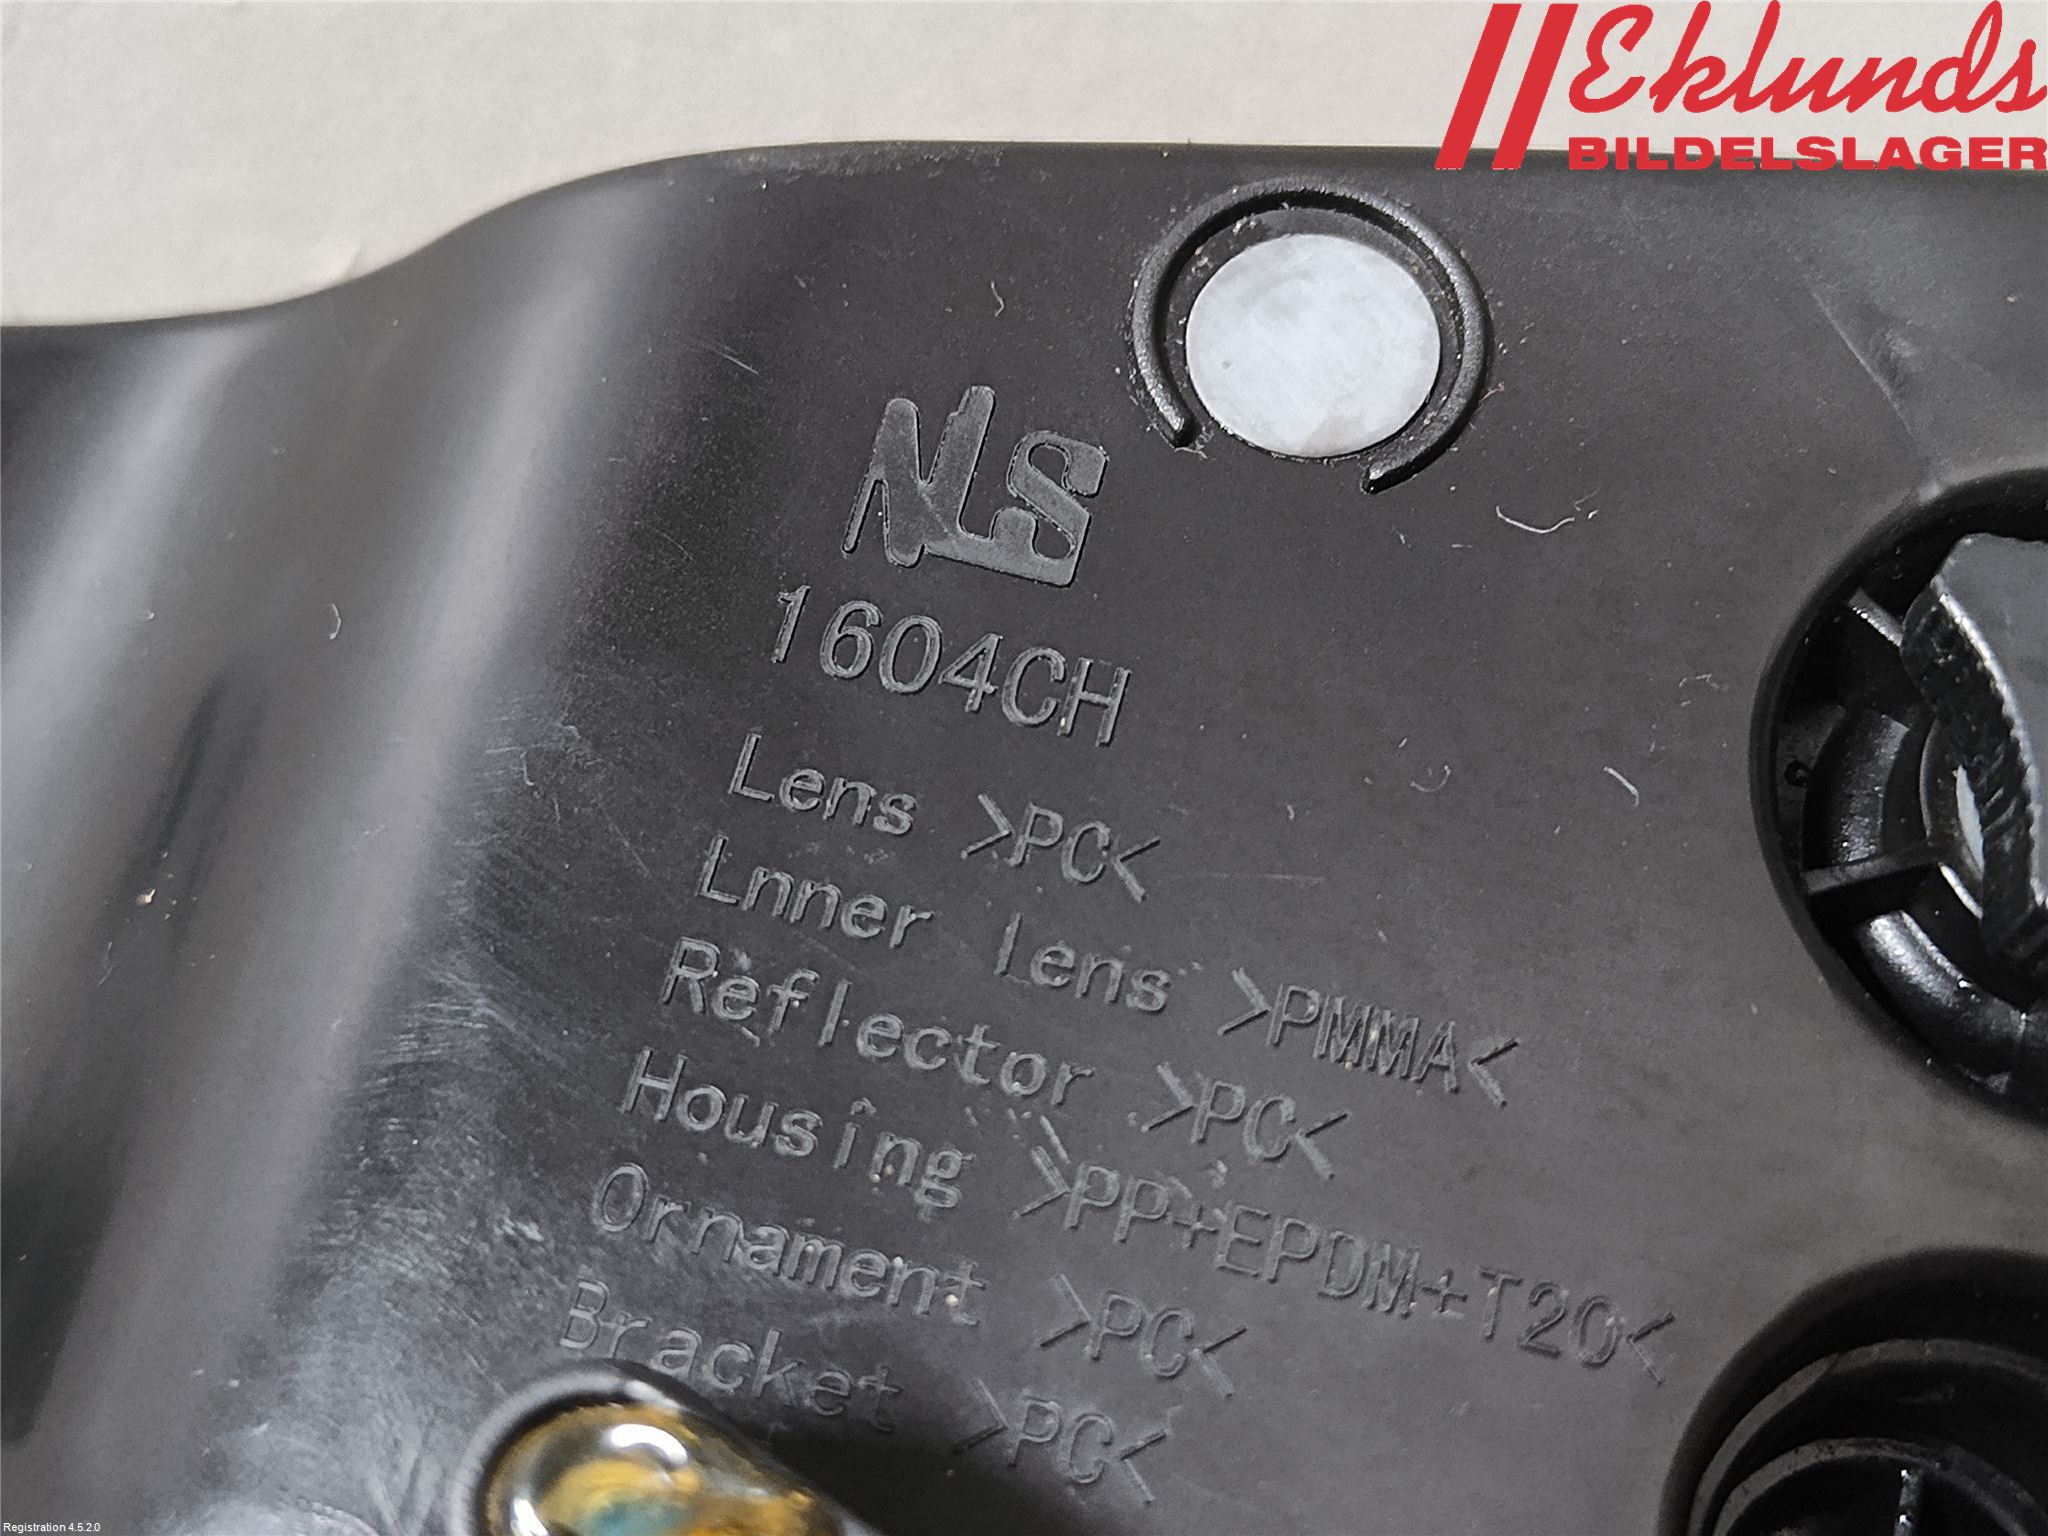 Eklunds
BILDELSLAGER
NLS
1604CH
Lens >PC<
Lnner lens >PMMA<
Reflector >PC<
Housing >PP+EPDM+T20<
Ornament >PC<
Bracket >PC<
Registration 4.5.2.0